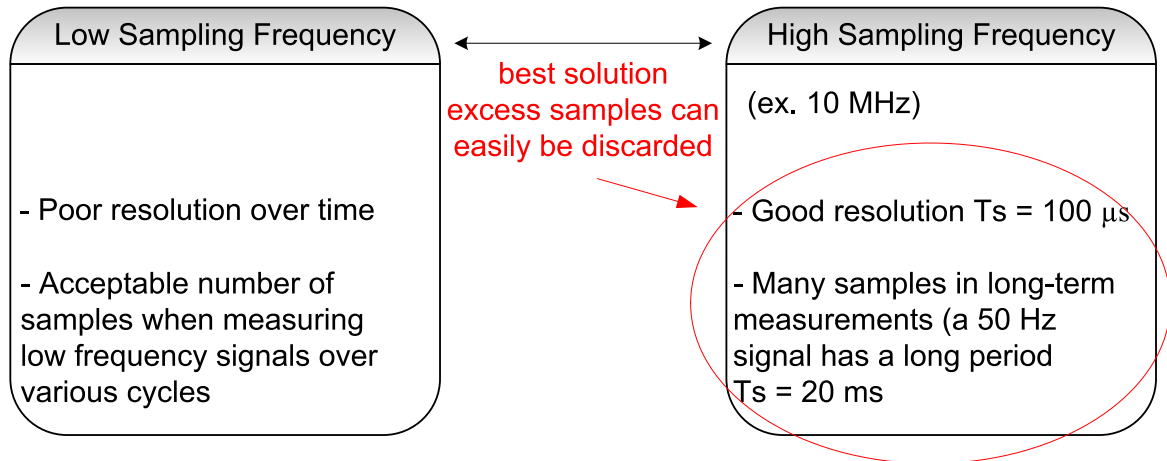 Low Sampling Frequency
- Poor resolution over time
- Acceptable number of
samples when measuring
low frequency signals over
various cycles
best solution
excess samples can
easily be discarded
High Sampling Frequency
(ex. 10 MHz)
- Good resolution Ts = 100 µs
- Many samples in long-term
measurements (a 50 Hz
signal has a long period
Ts = 20 ms